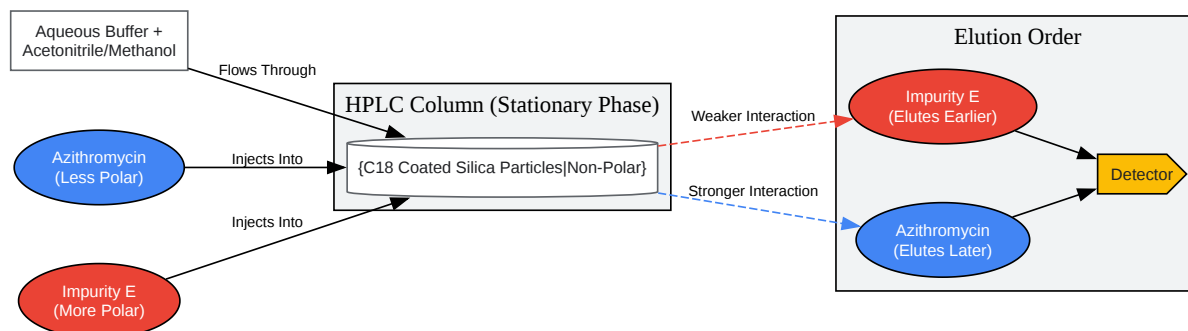 Aqueous Buffer +
Acetonitrile/Methanol
Flows Through
Azithromycin
(Less Polar)
Injects Into
Impurity E
(More Polar)
Injects Into
HPLC Column (Stationary Phase)
{C18 Coated Silica Particles|Non-Polar}
Weaker Interaction
Stronger Interaction
Elution Order
Impurity E
(Elutes Earlier)
Azithromycin
(Elutes Later)
Detector